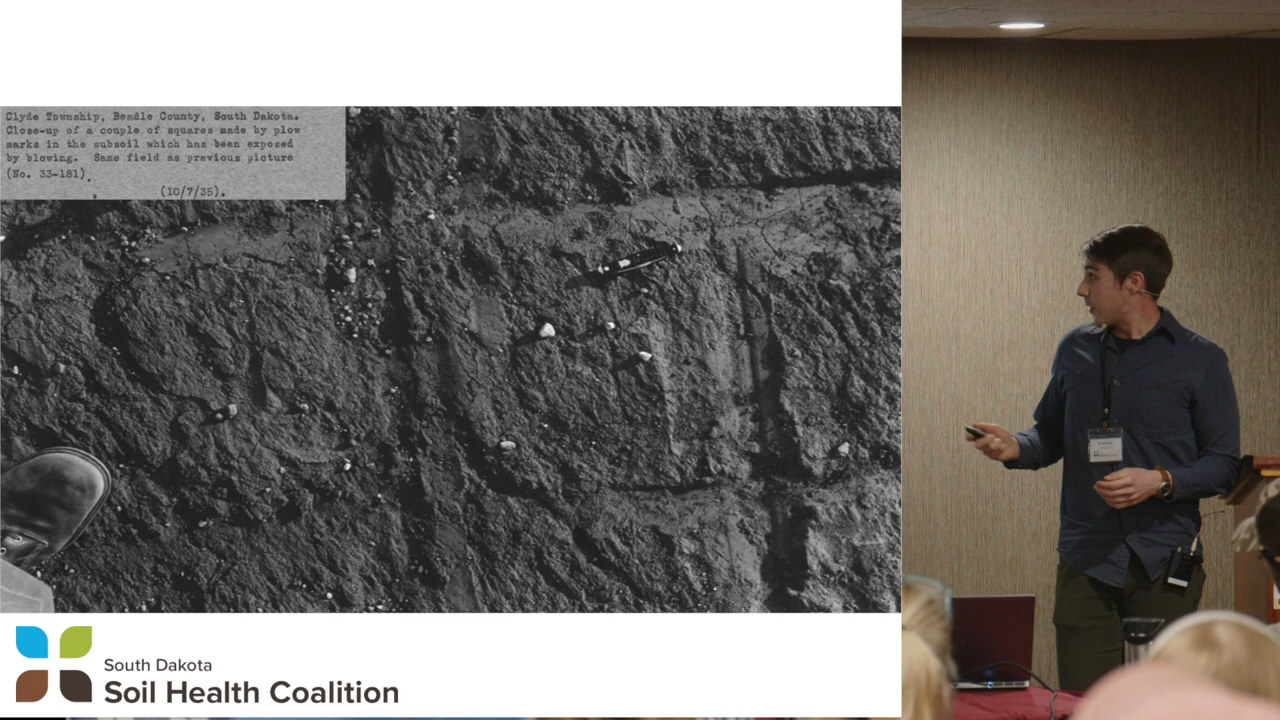 Clyde Township, Beadle County, South Dakota.
Close-up of a couple of squares made by plow
marks in the subsoil which has been exposed
by blowing. Same field as previous picture
(No. 33-181).
(10/7/35).
South Dakota
Soil Health Coalition